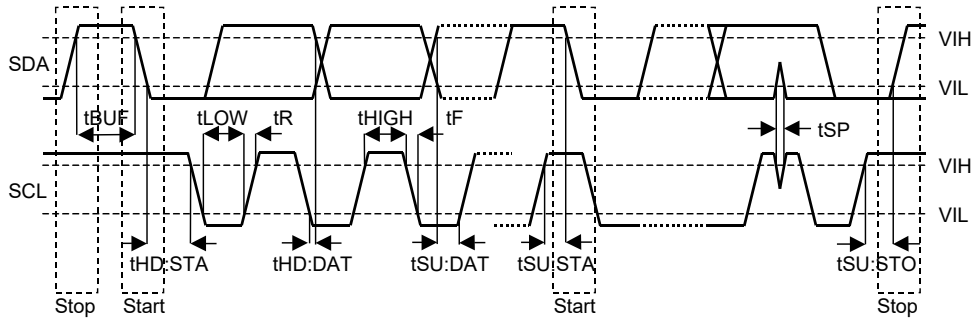 VIH
SDA
VIL
tBUF tLOW tR tHIGH tF tSP
VIH
SCL
VIL
tHD:STA tHD:DAT tSU:DAT tSU:STA tSU:STO
Stop Start Start Stop